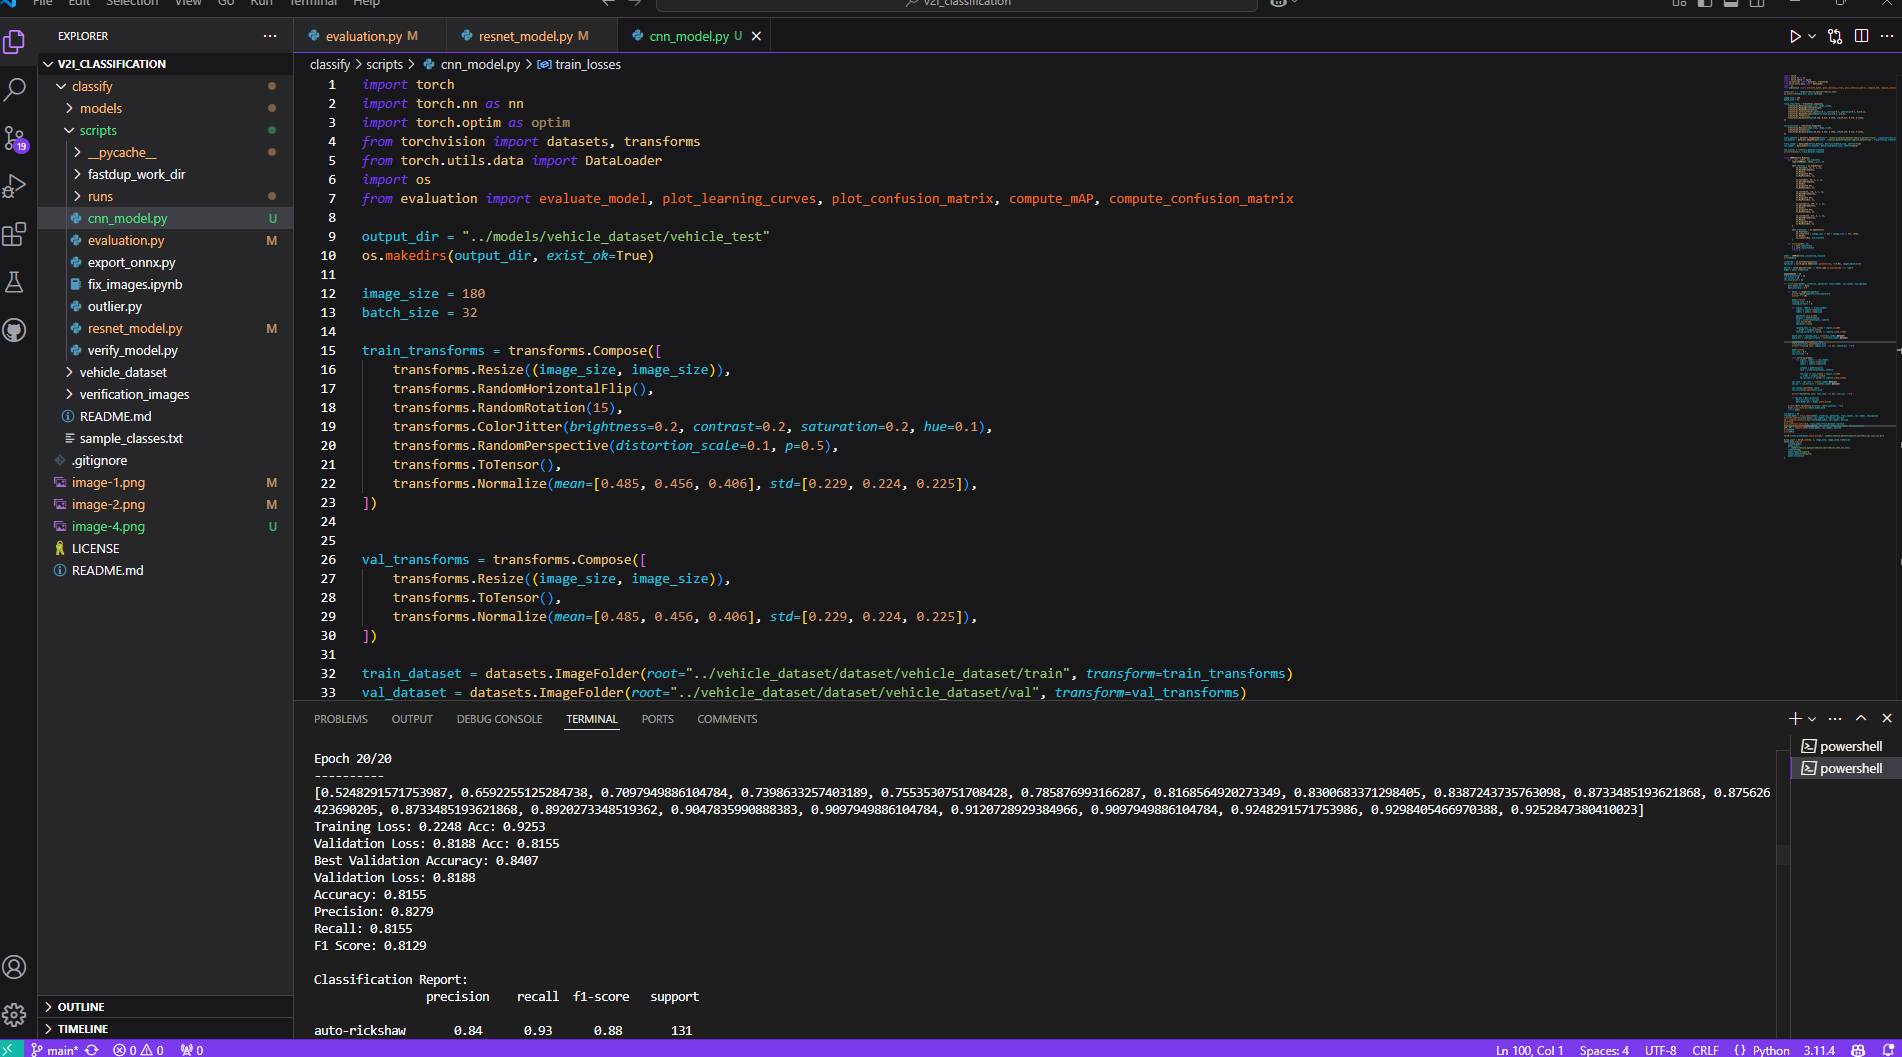 File Edit Selection View Go Run Terminal Help
v2i_classification
EXPLORER
V2I_CLASSIFICATION
classify
models
scripts
__pycache__
fastdup_work_dir
runs
cnn_model.py U
evaluation.py M
export_onnx.py
fix_images.ipynb
outlier.py
resnet_model.py M
verify_model.py
vehicle_dataset
verification_images
README.md
sample_classes.txt
.gitignore
image-1.png M
image-2.png M
image-4.png U
LICENSE
README.md
OUTLINE
TIMELINE
19
evaluation.py M
resnet_model.py M
cnn_model.py U
classify > scripts > cnn_model.py > train_losses
1 import torch
2 import torch.nn as nn
3 import torch.optim as optim
4 from torchvision import datasets, transforms
5 from torch.utils.data import DataLoader
6 import os
7 from evaluation import evaluate_model, plot_learning_curves, plot_confusion_matrix, compute_mAP, compute_confusion_matrix
8
9 output_dir = "../models/vehicle_dataset/vehicle_test"
10 os.makedirs(output_dir, exist_ok=True)
11
12 image_size = 180
13 batch_size = 32
14
15 train_transforms = transforms.Compose([
16 transforms.Resize((image_size, image_size)),
17 transforms.RandomHorizontalFlip(),
18 transforms.RandomRotation(15),
19 transforms.ColorJitter(brightness=0.2, contrast=0.2, saturation=0.2, hue=0.1),
20 transforms.RandomPerspective(distortion_scale=0.1, p=0.5),
21 transforms.ToTensor(),
22 transforms.Normalize(mean=[0.485, 0.456, 0.406], std=[0.229, 0.224, 0.225]),
23 ])
24
25
26 val_transforms = transforms.Compose([
27 transforms.Resize((image_size, image_size)),
28 transforms.ToTensor(),
29 transforms.Normalize(mean=[0.485, 0.456, 0.406], std=[0.229, 0.224, 0.225]),
30 ])
31
32 train_dataset = datasets.ImageFolder(root="../vehicle_dataset/dataset/vehicle_dataset/train", transform=train_transforms)
33 val_dataset = datasets.ImageFolder(root="../vehicle_dataset/dataset/vehicle_dataset/val", transform=val_transforms)
PROBLEMS OUTPUT DEBUG CONSOLE TERMINAL PORTS COMMENTS
powershell
powershell
Epoch 20/20
----------
[0.5248291571753987, 0.6592255125284738, 0.7097949886104784, 0.7398633257403189, 0.7553530751708428, 0.785876993166287, 0.8168564920273349, 0.8300683371298405, 0.8387243735763098, 0.8733485193621868, 0.875626
423690205, 0.8733485193621868, 0.8920273348519362, 0.9047835990888383, 0.9097949886104784, 0.9120728929384966, 0.9097949886104784, 0.9248291571753986, 0.9298405466970388, 0.9252847380410023]
Training Loss: 0.2248 Acc: 0.9253
Validation Loss: 0.8188 Acc: 0.8155
Best Validation Accuracy: 0.8407
Validation Loss: 0.8188
Accuracy: 0.8155
Precision: 0.8279
Recall: 0.8155
F1 Score: 0.8129
Classification Report:
precision recall f1-score support
auto-rickshaw 0.84 0.93 0.88 131
main* 0 0 0
Ln 100, Col 1 Spaces: 4 UTF-8 CRLF {} Python 3.11.4